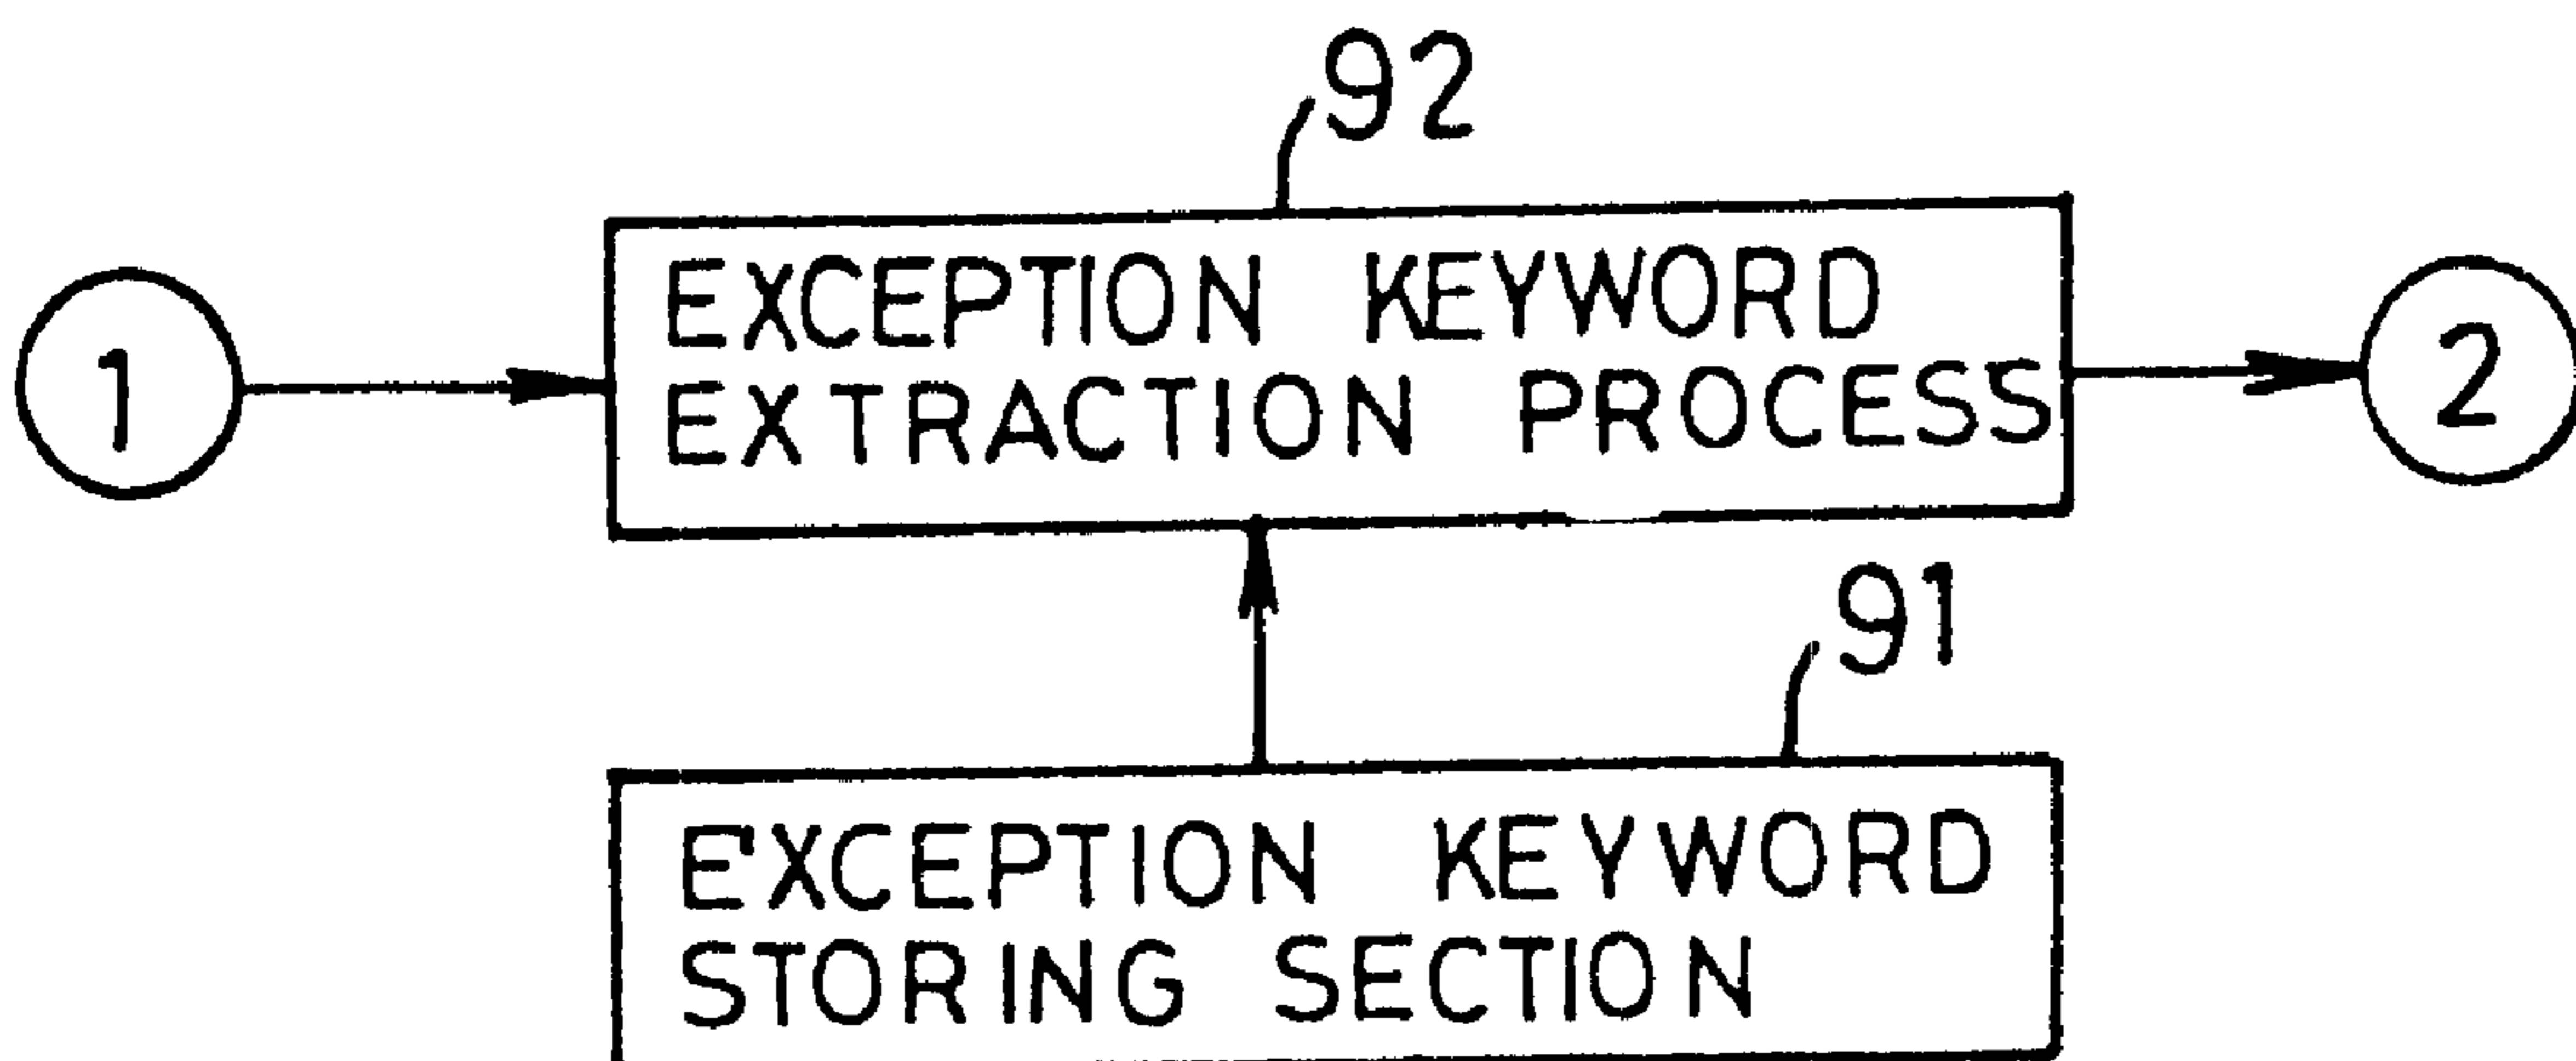 92
1
EXCEPTION KEYWORD
EXTRACTION PROCESS
2
91
EXCEPTION KEYWORD
STORING SECTION